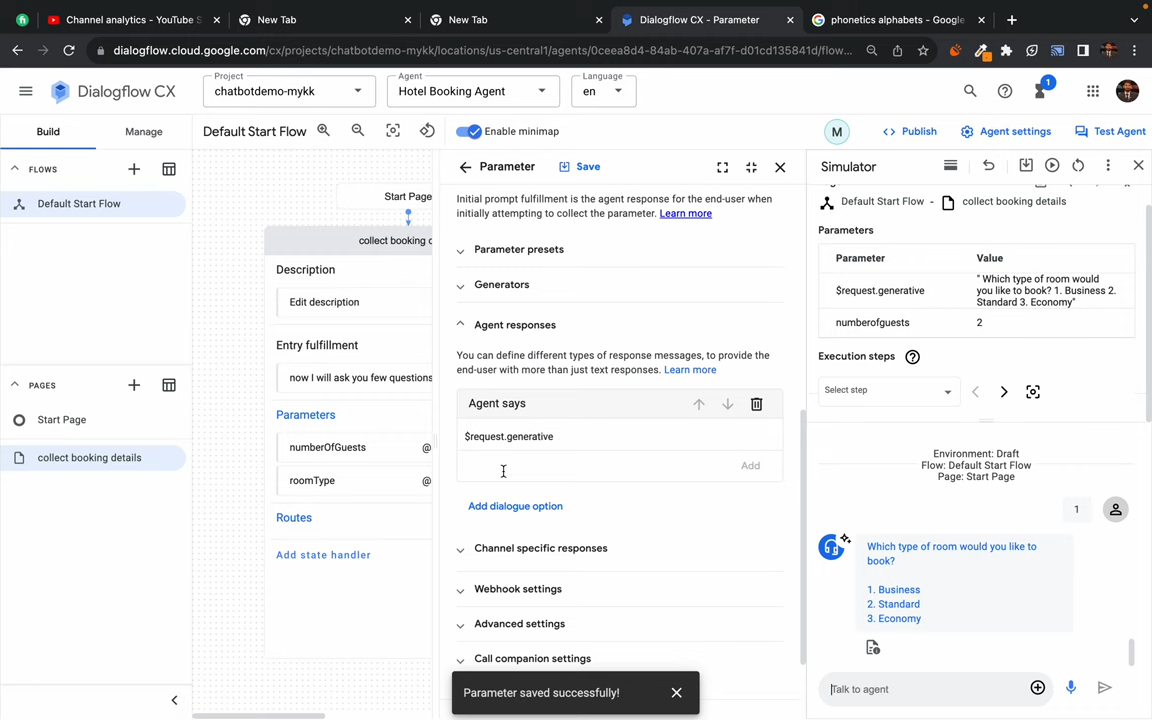 Channel analytics - YouTube S
New Tab
New Tab
Dialogflow CX - Parameter
phonetics alphabets - Google
dialogflow.cloud.google.com/cx/projects/chatbotdemo-mykk/locations/us-central1/agents/0ceea8d4-84ab-407a-af7f-d01cd135841d/flow...
Dialogflow CX
Project
chatbotdemo-mykk
Agent
Hotel Booking Agent
Language
en
1
Build
Manage
Default Start Flow
Enable minimap
M
Publish
Agent settings
Test Agent
FLOWS
Default Start Flow
PAGES
Start Page
collect booking details
Start Page
collect booking c
Description
Edit description
Entry fulfillment
now I will ask you few questions
Parameters
numberOfGuests
@
roomType
@
Routes
Add state handler
Parameter
Save
Initial prompt fulfillment is the agent response for the end-user when
initially attempting to collect the parameter. Learn more
Parameter presets
Generators
Agent responses
You can define different types of response messages, to provide the
end-user with more than just text responses. Learn more
Agent says
$request.generative
Add
Add dialogue option
Channel specific responses
Webhook settings
Advanced settings
Call companion settings
Parameter saved successfully!
Simulator
Default Start Flow - collect booking details
Parameters
Parameter Value
$request.generative
" Which type of room would
you like to book? 1. Business 2.
Standard 3. Economy"
numberofguests 2
Execution steps
Select step
Environment: Draft
Flow: Default Start Flow
Page: Start Page
1
Which type of room would you like to
book?
1. Business
2. Standard
3. Economy
Talk to agent